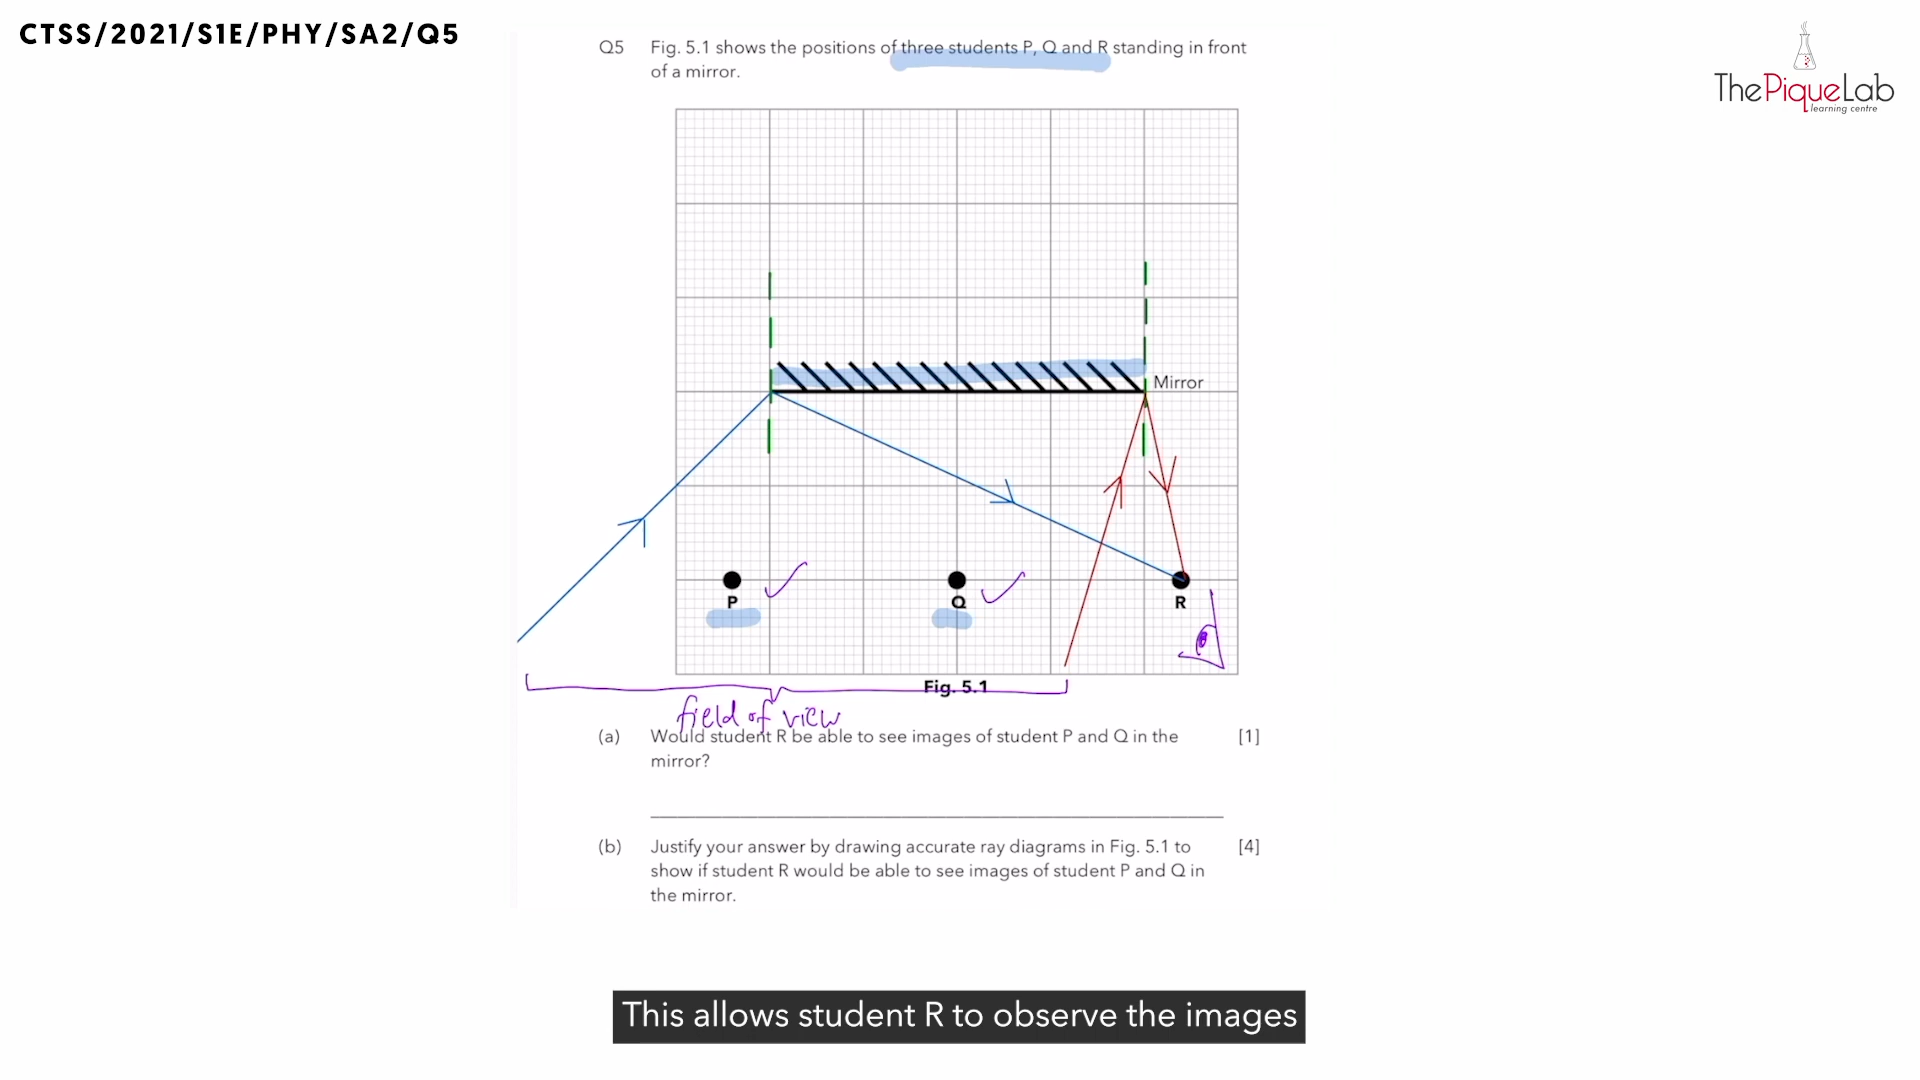 CTSS/2021/S1E/PHY/SA2/Q5
ThePiqueLab
learning centre
Q5 Fig. 5.1 shows the positions of three students P, Q and R standing in front
of a mirror.
Mirror
P
Q
R
Fig. 5.1
field of view
(a) Would student R be able to see images of student P and Q in the [1]
mirror?
(b) Justify your answer by drawing accurate ray diagrams in Fig. 5.1 to [4]
show if student R would be able to see images of student P and Q in
the mirror.
This allows student R to observe the images